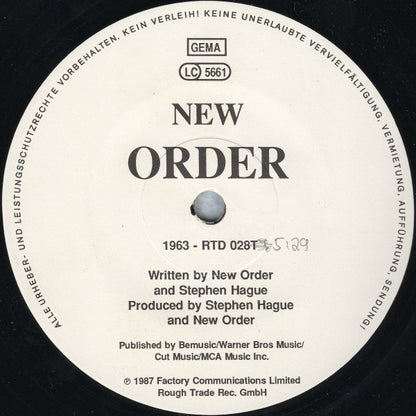 ALLE URHEBER- UND LEISTUNGSSCHUTZRECHTE VORBEHALTEN. KEIN VERLEIH! KEINE UNERLAUBTE VERVIELFÄLTIGUNG, VERMIETUNG, AUFFÜHRUNG, SENDUNG!
GEMA
LC 5661
NEW
ORDER
1963 - RTD 028T 5:29
Written by New Order
and Stephen Hague
Produced by Stephen Hague
and New Order
Published by Bemusic/Warner Bros Music/
Cut Music/MCA Music Inc.
℗ 1987 Factory Communications Limited
Rough Trade Rec. GmbH